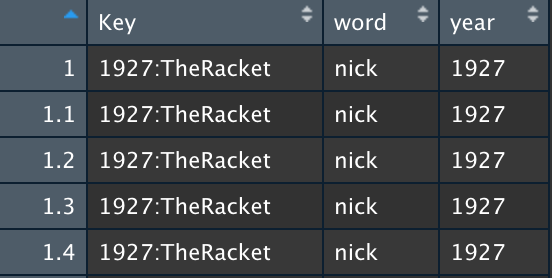 Key word year
1 1927:TheRacket nick 1927
1.1 1927:TheRacket nick 1927
1.2 1927:TheRacket nick 1927
1.3 1927:TheRacket nick 1927
1.4 1927:TheRacket nick 1927